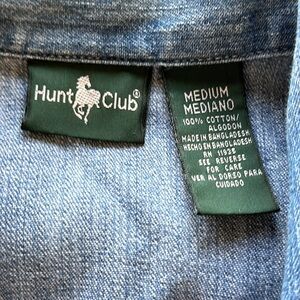 Hunt Club®
MEDIUM
MEDIANO
100% COTTON/
ALGODON
MADE IN BANGLADESH
HECHO EN BANGLADESH
RN 11925
SEE REVERSE
FOR CARE
VER AL DORSO PARA
CUIDADO